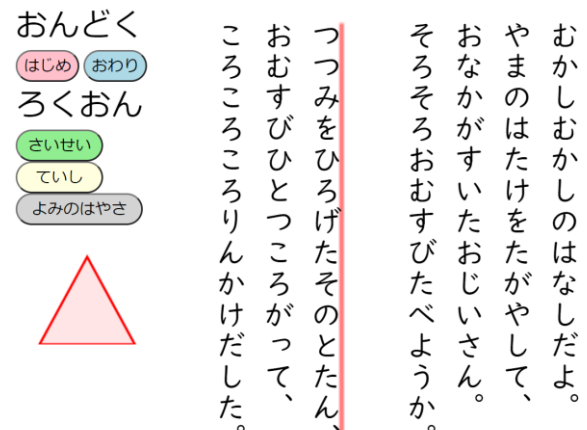 おんどく
はじめ おわり
ろくおん
さいせい
ていし
よみのはやさ
むかしむかしのはなしだよ。
やまのはたけをたがやして、
おなかがすいたおじいさん。
そろそろおむすびたべようか。
つつみをひろげたそのとたん、
おむすびひとつころがって、
ころころころりんかけだした。